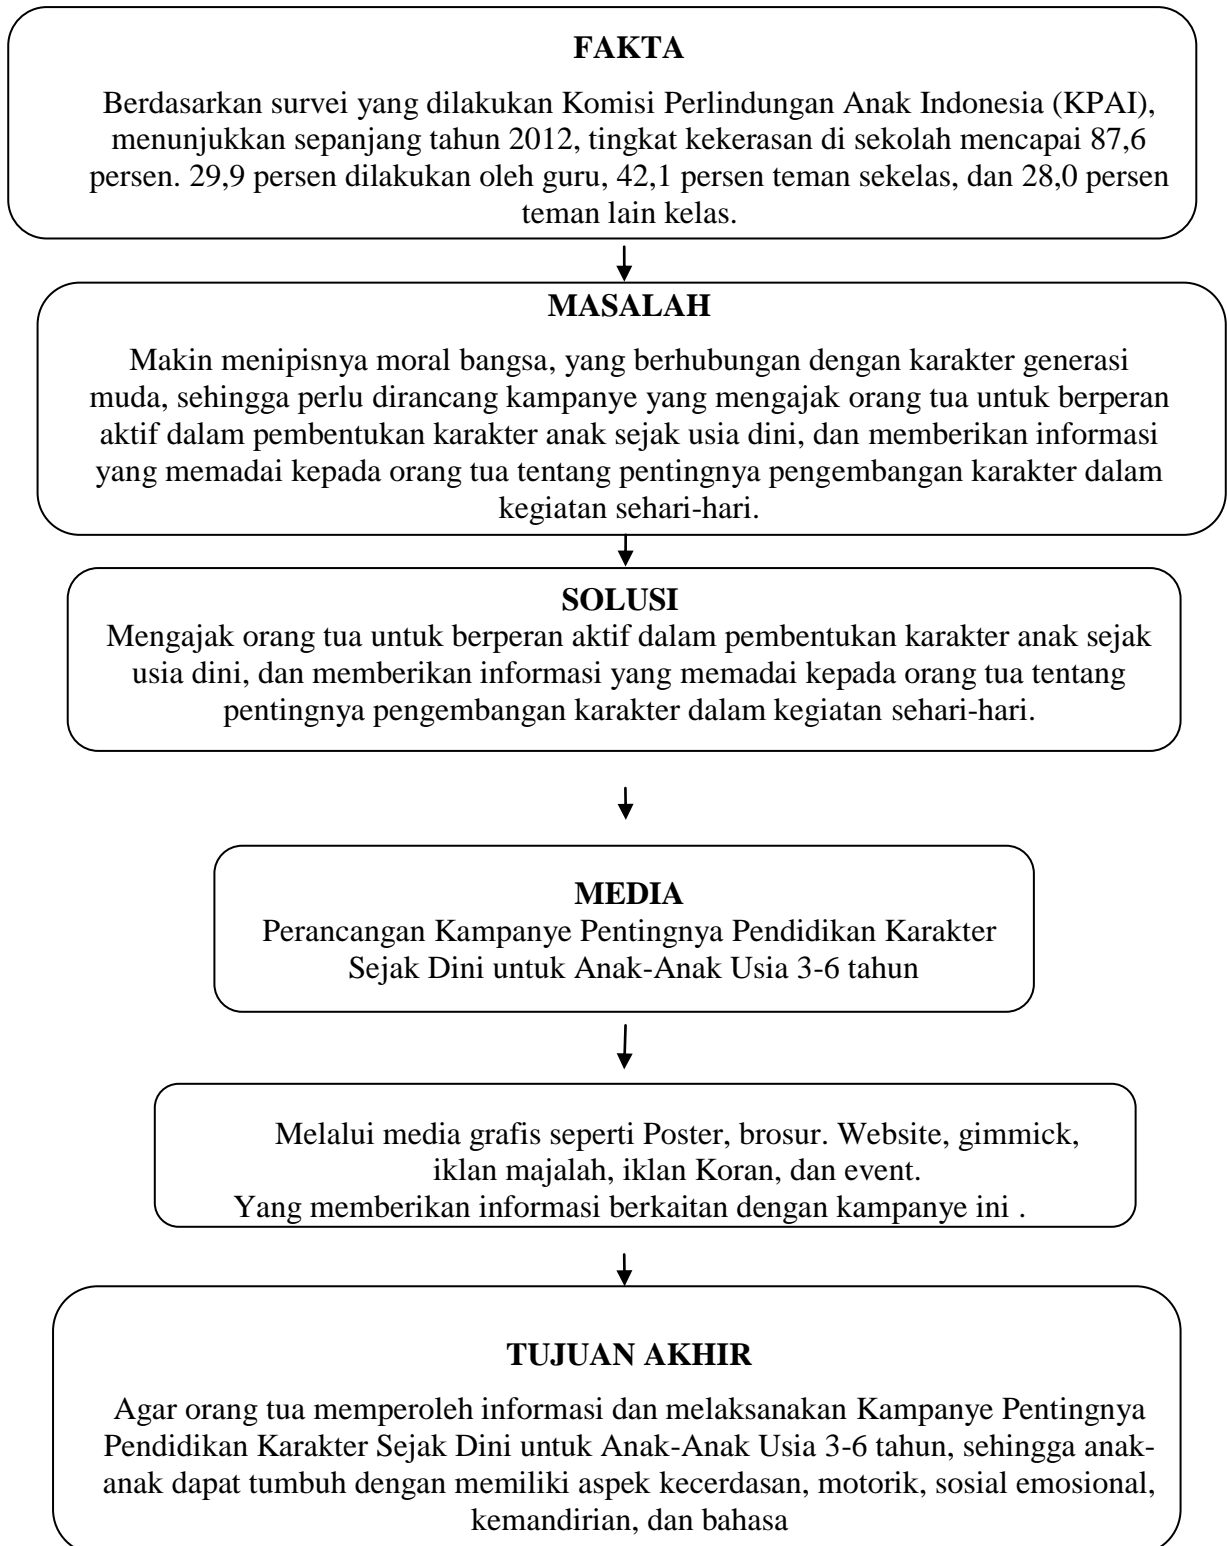 FAKTA
Berdasarkan survei yang dilakukan Komisi Perlindungan Anak Indonesia (KPAI),
menunjukkan sepanjang tahun 2012, tingkat kekerasan di sekolah mencapai 87,6
persen. 29,9 persen dilakukan oleh guru, 42,1 persen teman sekelas, dan 28,0 persen
teman lain kelas.
MASALAH
Makin menipisnya moral bangsa, yang berhubungan dengan karakter generasi
muda, sehingga perlu dirancang kampanye yang mengajak orang tua untuk berperan
aktif dalam pembentukan karakter anak sejak usia dini, dan memberikan informasi
yang memadai kepada orang tua tentang pentingnya pengembangan karakter dalam
kegiatan sehari-hari.
SOLUSI
Mengajak orang tua untuk berperan aktif dalam pembentukan karakter anak sejak
usia dini, dan memberikan informasi yang memadai kepada orang tua tentang
pentingnya pengembangan karakter dalam kegiatan sehari-hari.
MEDIA
Perancangan Kampanye Pentingnya Pendidikan Karakter
Sejak Dini untuk Anak-Anak Usia 3-6 tahun
Melalui media grafis seperti Poster, brosur. Website, gimmick,
iklan majalah, iklan Koran, dan event.
Yang memberikan informasi berkaitan dengan kampanye ini .
TUJUAN AKHIR
Agar orang tua memperoleh informasi dan melaksanakan Kampanye Pentingnya
Pendidikan Karakter Sejak Dini untuk Anak-Anak Usia 3-6 tahun, sehingga anak-
anak dapat tumbuh dengan memiliki aspek kecerdasan, motorik, sosial emosional,
kemandirian, dan bahasa